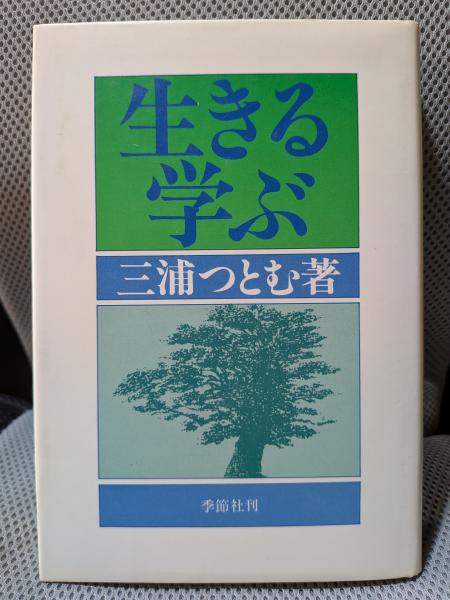 生きる
学ぶ
三浦つとむ著
季節社刊